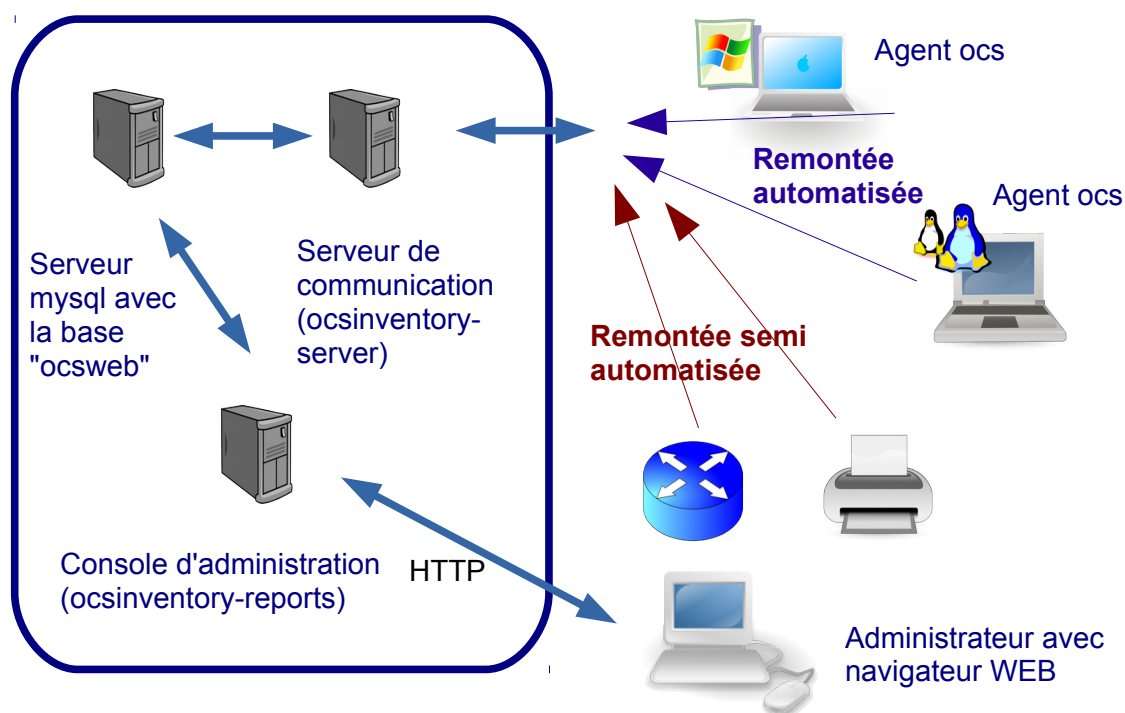 Agent ocs
Remontée
automatisée
Agent ocs
Serveur
mysql avec
la base
"ocsweb"
Serveur de
communication
(ocsinventory-
server)
Remontée semi
automatisée
Console d'administration
(ocsinventory-reports)
HTTP
Administrateur avec
navigateur WEB